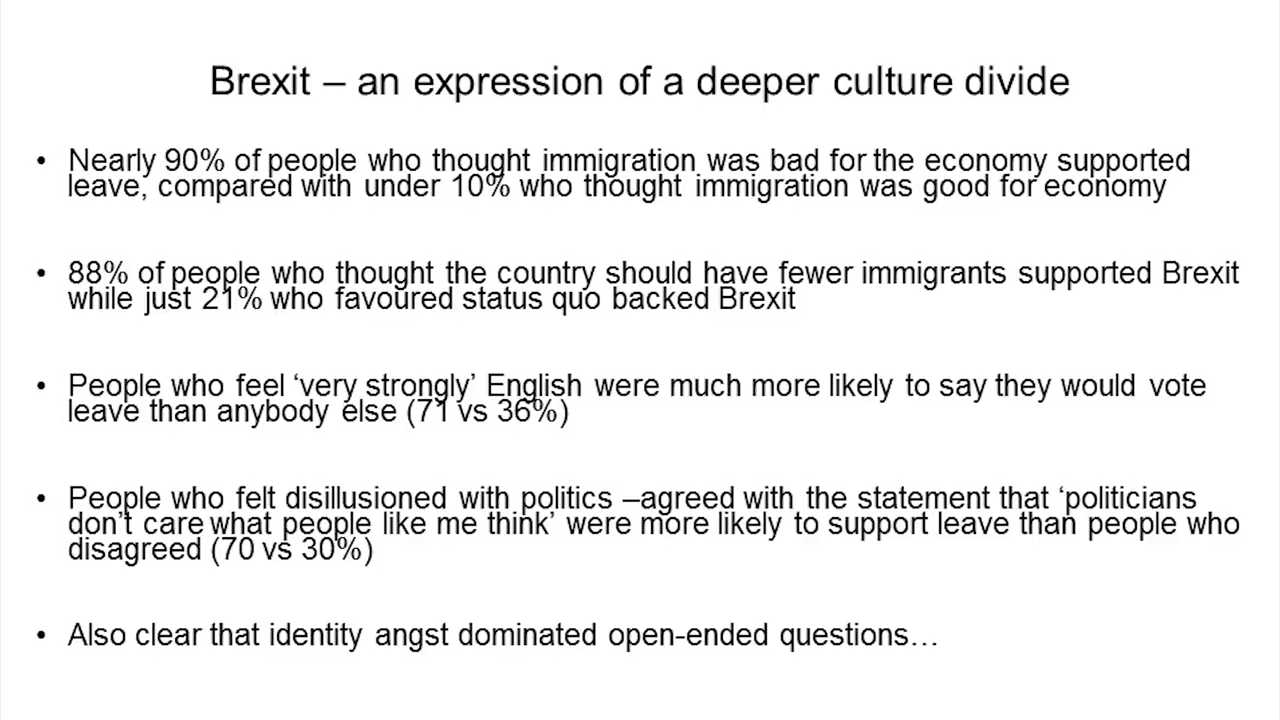 Brexit – an expression of a deeper culture divide
• Nearly 90% of people who thought immigration was bad for the economy supported
leave, compared with under 10% who thought immigration was good for economy
• 88% of people who thought the country should have fewer immigrants supported Brexit
while just 21% who favoured status quo backed Brexit
• People who feel ‘very strongly’ English were much more likely to say they would vote
leave than anybody else (71 vs 36%)
• People who felt disillusioned with politics –agreed with the statement that ‘politicians
don’t care what people like me think’ were more likely to support leave than people who
disagreed (70 vs 30%)
• Also clear that identity angst dominated open-ended questions…